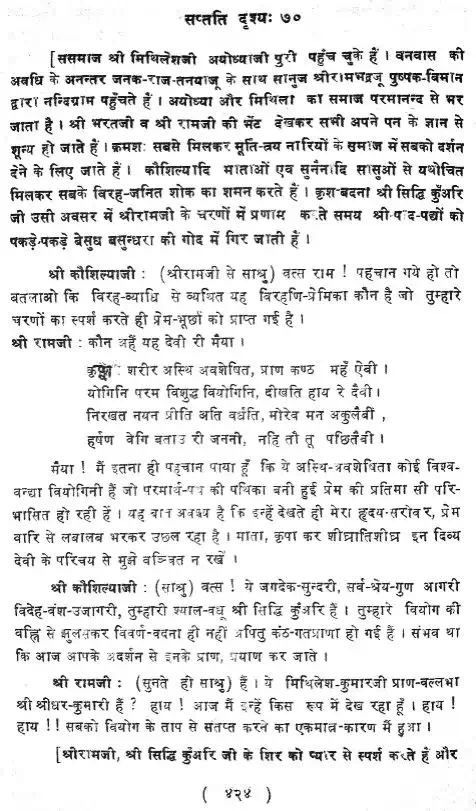 सप्तति दृश्यः ७०
[ससमाज श्री मिथिलेशजी अयोध्याजी पुरी पहुँच चुके हैं । वनवास की
अवधि के अनन्तर जनक-राज-तनयाजू के साथ सानुज श्रीरामभद्रजू पुष्पक-विमान
द्वारा नन्दिग्राम पहुँचते हैं । अयोध्या और मिथिला का समाज परमानन्द से भर
जाता है । श्री भरतजी व श्री रामजी की भेंट देखकर सभी अपने पन के ज्ञान से
शून्य हो जाते हैं । क्रमशः सबसे मिलकर मूर्ति-त्रय नारियों के समाज में सबको दर्शन
देने के लिए जाते हैं । कौशिल्यादि माताओं एव सुनैनादि सासुओं से यथोचित
मिलकर सबके विरह-जनित शोक का शमन करते हैं । कृश-बदना श्री सिद्धि कुँअरि
जी उसी अवसर में श्रीरामजी के चरणों में प्रणाम करते समय श्री-पाद-पद्यों को
पकड़े-पकड़े बेसुध बसुन्धरा की गोद में गिर जाती हैं ।
श्री कौशिल्याजी : (श्रीरामजी से साश्रु) वत्स राम ! पहचान गये हो तो
बतलाओ कि विरह-व्याधि से व्यथित यह विरहणि-प्रेमिका कौन है जो तुम्हारे
चरणों का स्पर्श करते ही प्रेम-मूर्छा को प्राप्त हो गई है ।
श्री रामजी : कौन अहैं यह देवी री मैया ।
शरीर अस्थि अवशेषित, प्राण कण्ठ महँ ऐवी ।
योगिनि परम विशुद्ध वियोगिनि, दीखति हाय रे दैवी ।
निरखत नयन प्रीति अति वर्धति, मोरेव मन अकुलैवीं ,
हर्षण वेगि बताउ री जननी, नहि तौ तू पछितैवी ।
मैया ! मैं इतना ही पहचान पाया हूँ कि ये अस्थि-अवशेषिता कोई विश्व-
वन्द्या वियोगिनी हैं जो परमार्थ-पथ की पथिका बनी हुई प्रेम की प्रतिमा सी परि-
भासित हो रही हैं । यह बात अवश्य है कि इन्हें देखते ही मेरा हृदय-सरोवर, प्रेम
वारि से लबालब भरकर उछल रहा है । माता, कृपा कर शीघ्रातिशीघ्र इन दिव्य
देवी के परिचय से मुझे वञ्चित न रखें ।
श्री कौशिल्याजी : (साश्रु) वत्स ! ये जगदेक-सुन्दरी, सर्व-श्रेय-गुण आगरी
विदेह-वंश-उजागरी, तुम्हारी श्याल-वधू श्री सिद्धि कुँअरि हैं । तुम्हारे वियोग की
वह्नि से झुलसकर विवर्ण-बदना ही नहीं अपितु कंठ-गतप्राणा हो गई हैं । संभव था
कि आज आपके अदर्शन से इनके प्राण, प्रयाण कर जाते ।
श्री रामजी : (सुनते ही साश्रु) हैं । ये मिथिलेश-कुमारजी प्राण-वल्लभा
श्री श्रीधर-कुमारी हैं ? हाय ! आज मैं इन्हें किस रूप में देख रहा हूँ । हाय !
हाय !! सबको वियोग के ताप से संतप्त करने का एकमात्र-कारण मैं हुआ ।
[श्रीरामजी, श्री सिद्धि कुँअरि जी के शिर को प्यार से स्पर्श करते हैं और
( ४२४ )